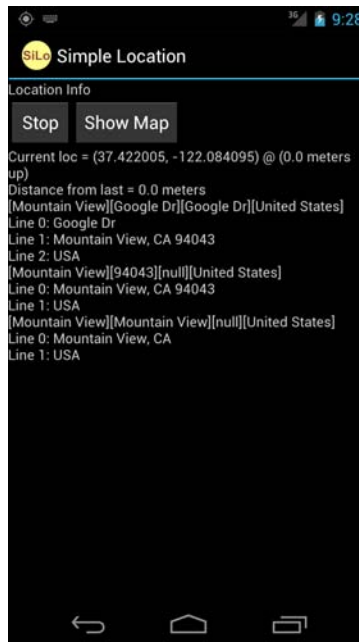 3G 9:28
SiLo Simple Location
Location Info
Stop Show Map
Current loc = (37.422005, -122.084095) @ (0.0 meters
up)
Distance from last = 0.0 meters
[Mountain View][Google Dr][Google Dr][United States]
Line 0: Google Dr
Line 1: Mountain View, CA 94043
Line 2: USA
[Mountain View][94043][null][United States]
Line 0: Mountain View, CA 94043
Line 1: USA
[Mountain View][Mountain View][null][United States]
Line 0: Mountain View, CA
Line 1: USA